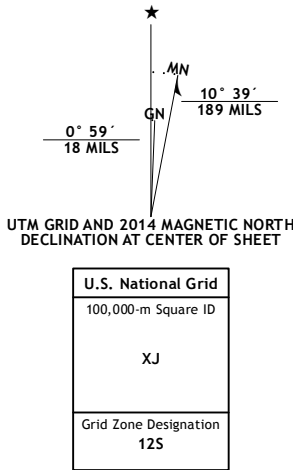 MN
GN
10° 39´
189 MILS
0° 59´
18 MILS
UTM GRID AND 2014 MAGNETIC NORTH
DECLINATION AT CENTER OF SHEET
U.S. National Grid
100,000-m Square ID
XJ
Grid Zone Designation
12S